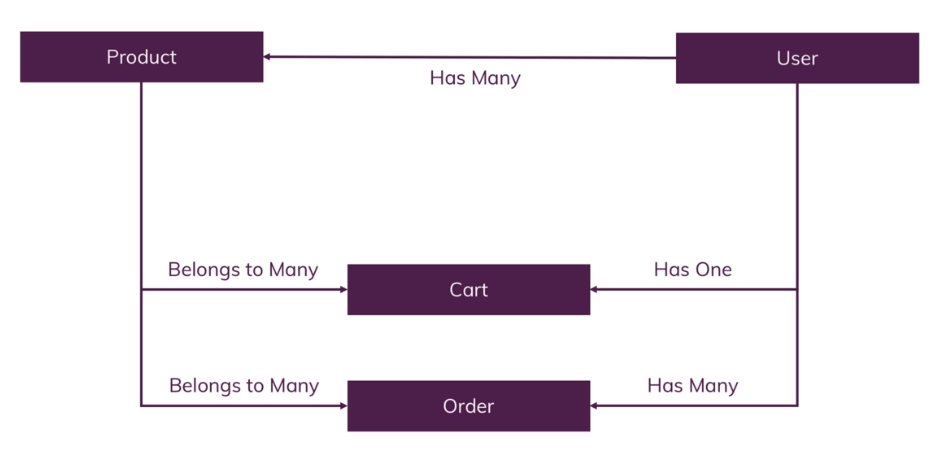 Product
User
Has Many
Belongs to Many
Cart
Has One
Belongs to Many
Order
Has Many